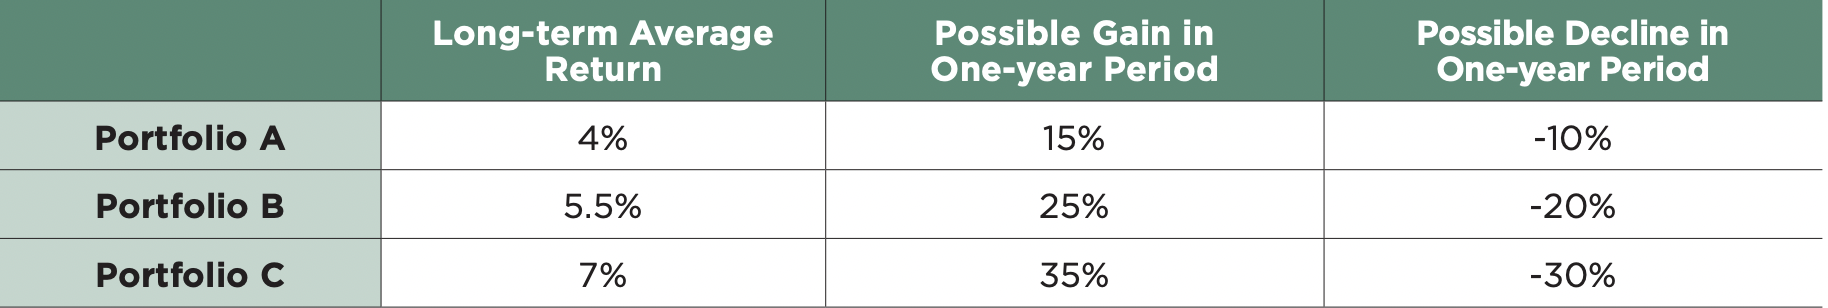 Long-term Average
Return
Possible Gain in
One-year Period
Possible Decline in
One-year Period
Portfolio A 4% 15% -10%
Portfolio B 5.5% 25% -20%
Portfolio C 7% 35% -30%